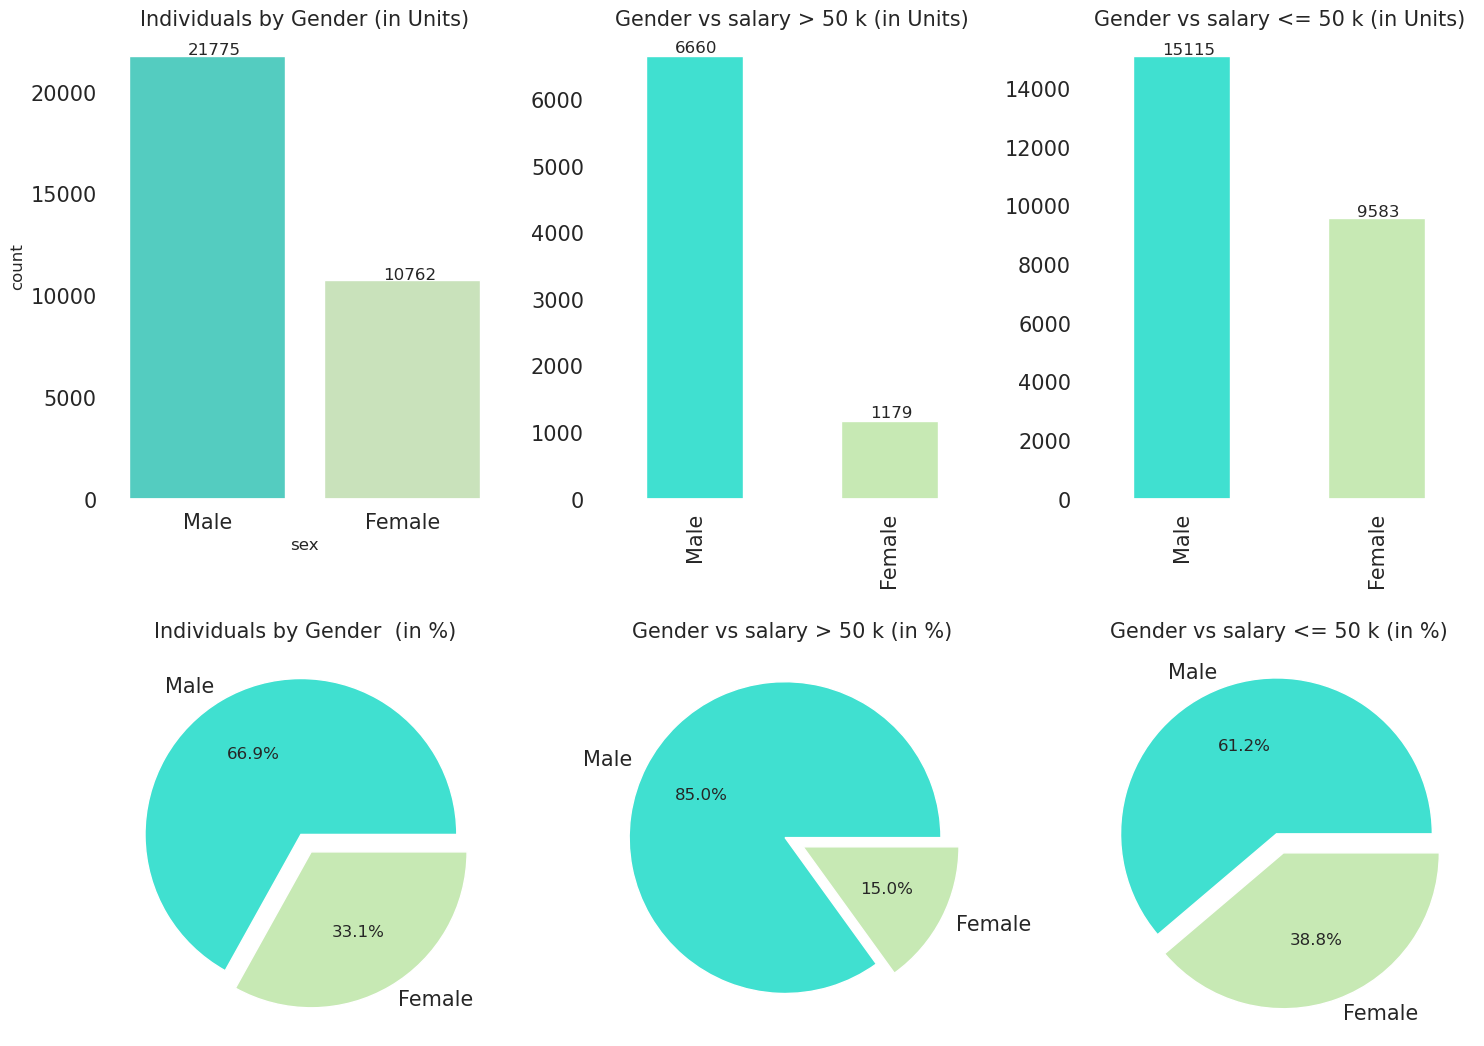 Individuals by Gender (in Units)
21775
20000
15000
10762
10000
5000
0
count
Male
Female
sex
Gender vs salary > 50 k (in Units)
6660
6000
5000
4000
3000
2000
1179
1000
0
Male
Female
Gender vs salary <= 50 k (in Units)
15115
14000
12000
10000
9583
8000
6000
4000
2000
0
Male
Female
Individuals by Gender  (in %)
Male
66.9%
33.1%
Female
Gender vs salary > 50 k (in %)
Male
85.0%
15.0%
Female
Gender vs salary <= 50 k (in %)
Male
61.2%
38.8%
Female